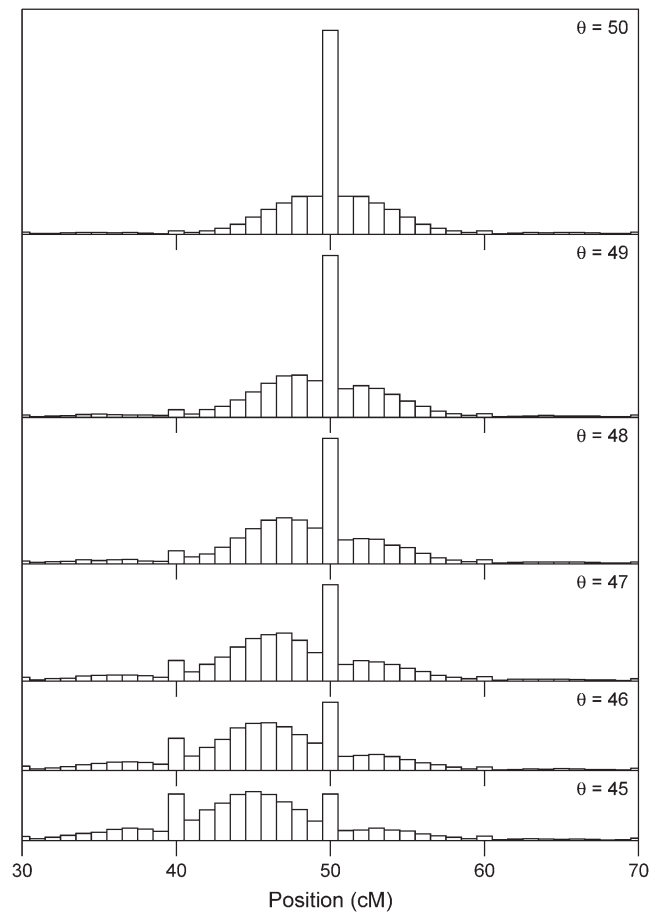 θ = 50
θ = 49
θ = 48
θ = 47
θ = 46
θ = 45
30 40 50 60 70
Position (cM)